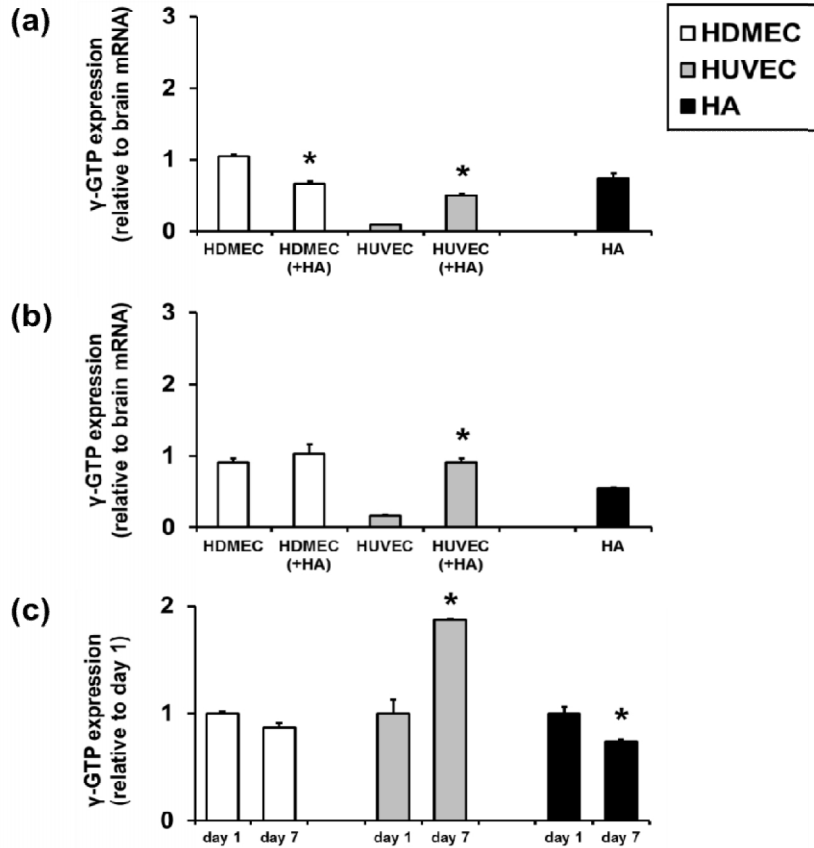 (a)
γ-GTP expression
(relative to brain mRNA)
3
2
1
0
*
*
HDMEC
HDMEC
(+HA)
HUVEC
HUVEC
(+HA)
HA
HDMEC
HUVEC
HA
(b)
γ-GTP expression
(relative to brain mRNA)
3
2
1
0
*
HDMEC
HDMEC
(+HA)
HUVEC
HUVEC
(+HA)
HA
(c)
γ-GTP expression
(relative to day 1)
2
1
0
*
*
day 1
day 7
day 1
day 7
day 1
day 7